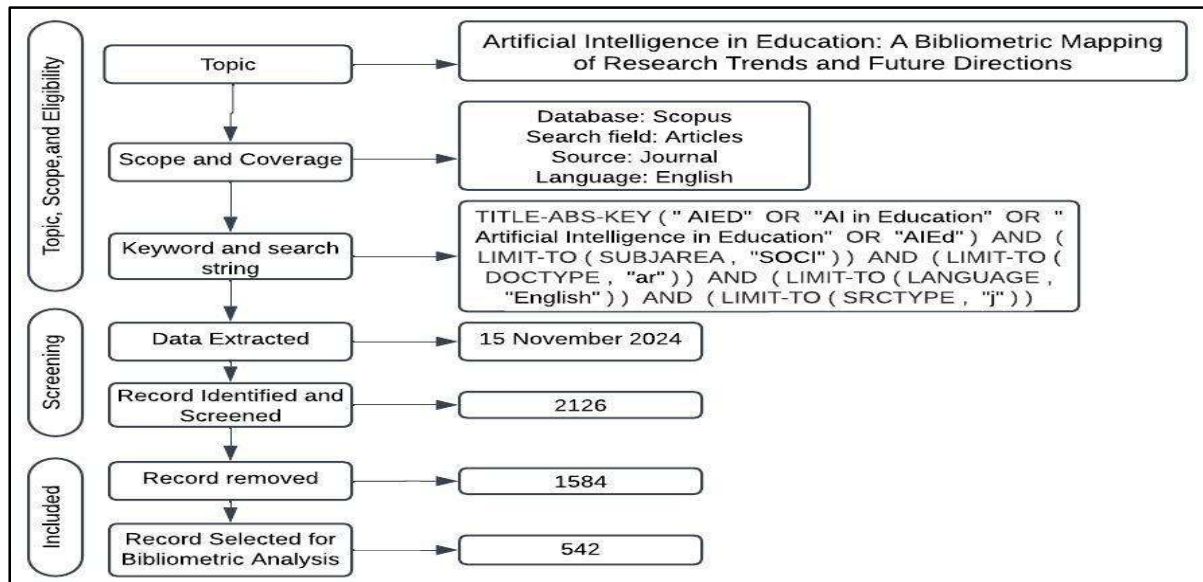 Topic, Scope,and Eligibility
Topic
Artificial Intelligence in Education: A Bibliometric Mapping
of Research Trends and Future Directions
Scope and Coverage
Database: Scopus
Search field: Articles
Source: Journal
Language: English
Keyword and search
string
TITLE-ABS-KEY ( " AIED" OR "AI in Education" OR "
Artificial Intelligence in Education" OR "AIEd" ) AND (
LIMIT-TO ( SUBJAREA , "SOCI" ) ) AND ( LIMIT-TO (
DOCTYPE , "ar" ) ) AND ( LIMIT-TO ( LANGUAGE ,
"English" ) ) AND ( LIMIT-TO ( SRCTYPE , "j" ) )
Screening
Data Extracted
15 November 2024
Record Identified and
Screened
2126
Included
Record removed
1584
Record Selected for
Bibliometric Analysis
542